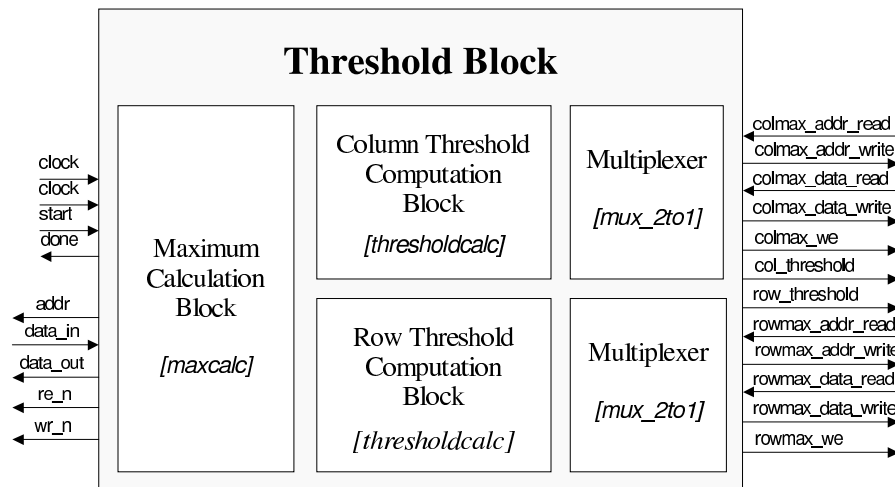 Threshold Block
clock
clock
start
done
addr
data_in
data_out
re_n
wr_n
Maximum
Calculation
Block
[maxcalc]
Column Threshold
Computation
Block
[thresholdcalc]
Multiplexer
[mux_2to1]
Row Threshold
Computation
Block
[thresholdcalc]
Multiplexer
[mux_2to1]
colmax_addr_read
colmax_addr_write
colmax_data_read
colmax_data_write
colmax_we
col_threshold
row_threshold
rowmax_addr_read
rowmax_addr_write
rowmax_data_read
rowmax_data_write
rowmax_we